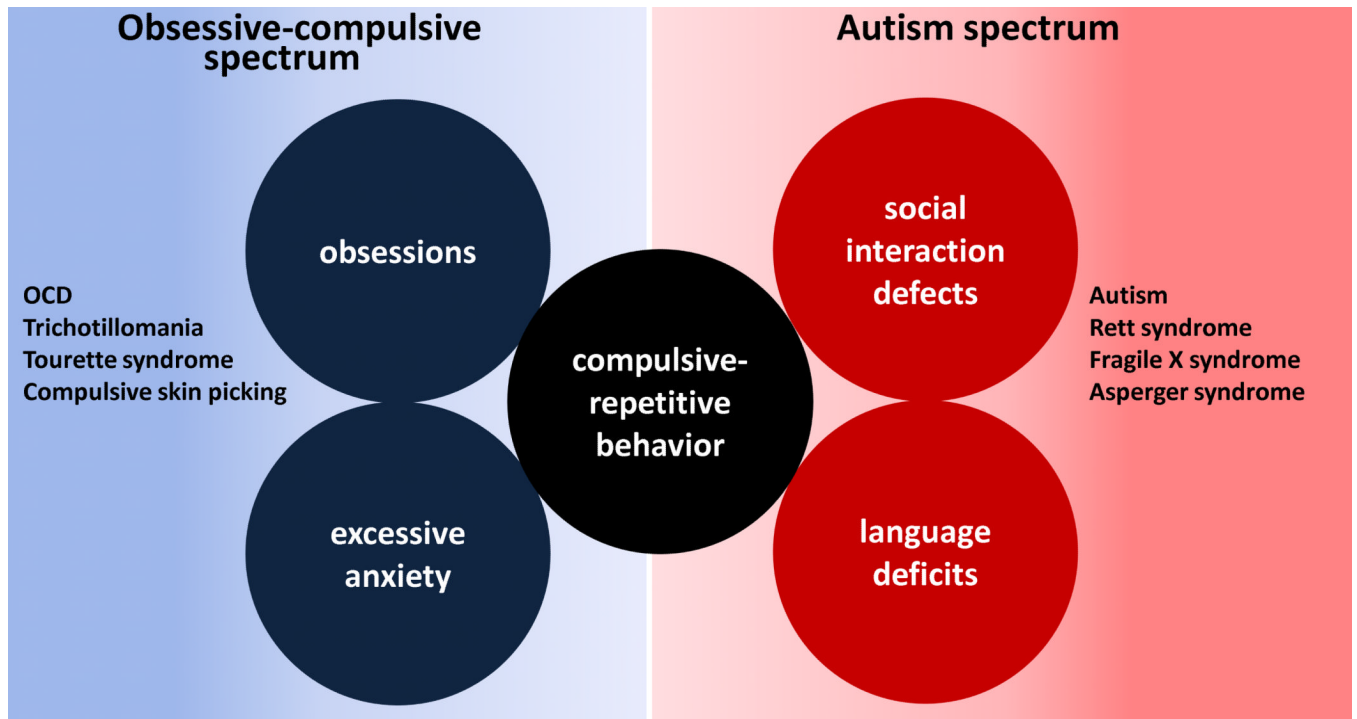 Obsessive-compulsive
spectrum
Autism spectrum
obsessions
social
interaction
defects
OCD
Trichotillomania
Tourette syndrome
Compulsive skin picking
compulsive-
repetitive
behavior
Autism
Rett syndrome
Fragile X syndrome
Asperger syndrome
excessive
anxiety
language
deficits